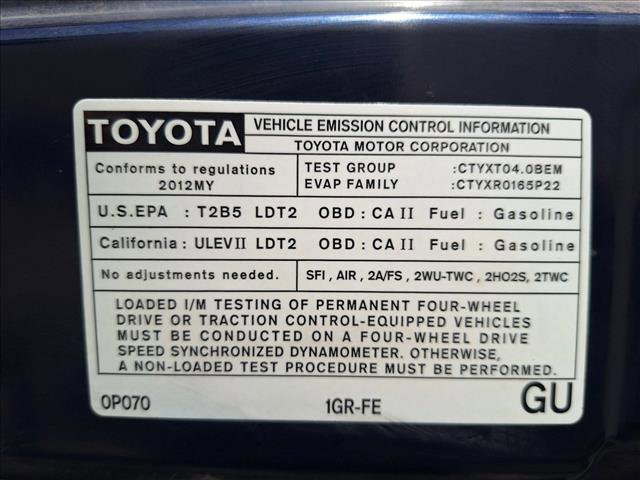 TOYOTA VEHICLE EMISSION CONTROL INFORMATION
TOYOTA MOTOR CORPORATION
Conforms to regulations
2012MY
TEST GROUP :CTYXT04.0BEM
EVAP FAMILY :CTYXR0165P22
U.S.EPA : T2B5 LDT2 OBD : CA II Fuel : Gasoline
California : ULEVII LDT2 OBD : CA II Fuel : Gasoline
No adjustments needed. SFI , AIR , 2A/FS , 2WU-TWC , 2HO2S, 2TWC
LOADED I/M TESTING OF PERMANENT FOUR-WHEEL
DRIVE OR TRACTION CONTROL-EQUIPPED VEHICLES
MUST BE CONDUCTED ON A FOUR-WHEEL DRIVE
SPEED SYNCHRONIZED DYNAMOMETER. OTHERWISE,
A NON-LOADED TEST PROCEDURE MUST BE PERFORMED.
0P070 1GR-FE GU